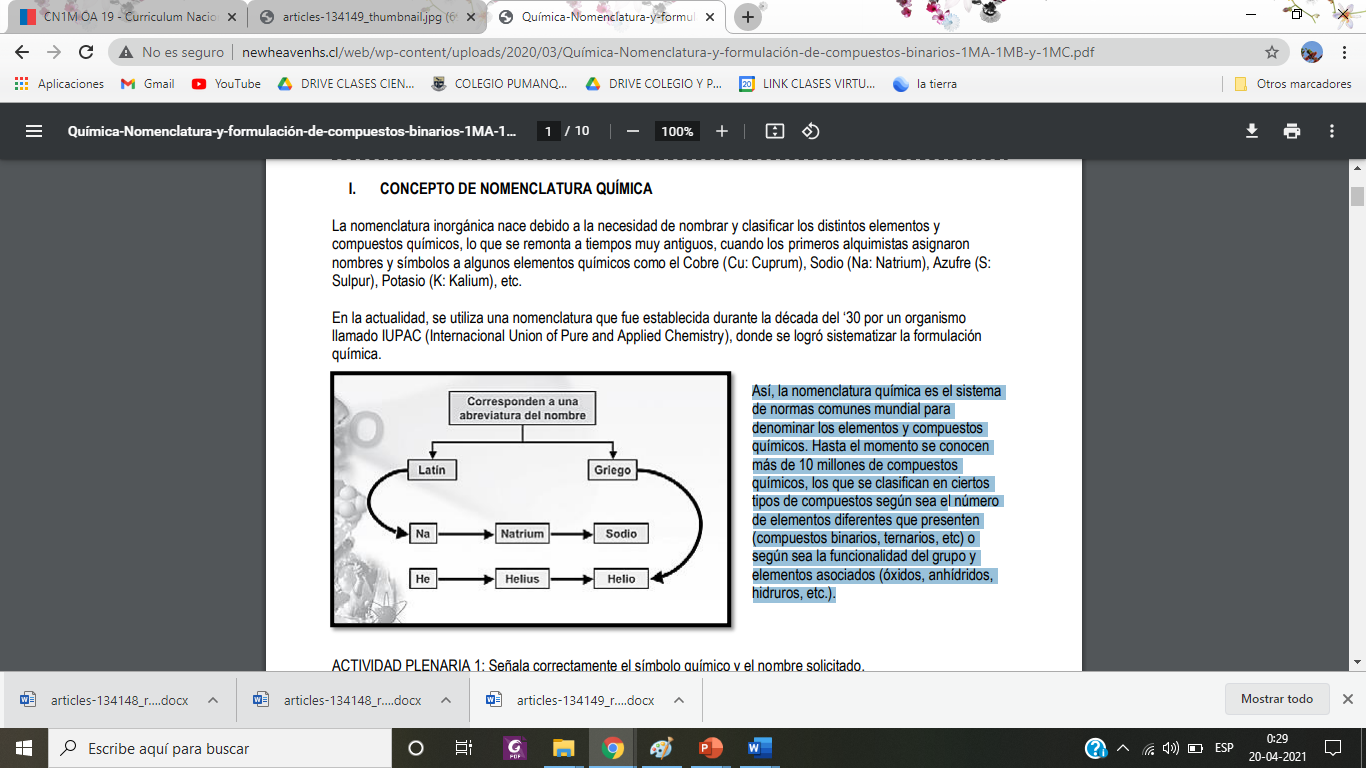 CN1M OA 19 - Curriculum Nacio
articles-134149_thumbnail.jpg (6
Química-Nomenclatura-y-formul
No es seguro | newheavenhs.cl/web/wp-content/uploads/2020/03/Química-Nomenclatura-y-formulación-de-compuestos-binarios-1MA-1MB-y-1MC.pdf
Aplicaciones
Gmail
YouTube
DRIVE CLASES CIEN...
COLEGIO PUMANQ...
DRIVE COLEGIO Y P...
20
LINK CLASES VIRTU...
la tierra
Otros marcadores
Química-Nomenclatura-y-formulación-de-compuestos-binarios-1MA-1...
1 / 10
100%
I. CONCEPTO DE NOMENCLATURA QUÍMICA
La nomenclatura inorgánica nace debido a la necesidad de nombrar y clasificar los distintos elementos y
compuestos químicos, lo que se remonta a tiempos muy antiguos, cuando los primeros alquimistas asignaron
nombres y símbolos a algunos elementos químicos como el Cobre (Cu: Cuprum), Sodio (Na: Natrium), Azufre (S:
Sulpur), Potasio (K: Kalium), etc.
En la actualidad, se utiliza una nomenclatura que fue establecida durante la década del ‘30 por un organismo
llamado IUPAC (Internacional Union of Pure and Applied Chemistry), donde se logró sistematizar la formulación
química.
Corresponden a una
abreviatura del nombre
Latín
Griego
Na
Natrium
Sodio
He
Helius
Helio
Así, la nomenclatura química es el sistema
de normas comunes mundial para
denominar los elementos y compuestos
químicos. Hasta el momento se conocen
más de 10 millones de compuestos
químicos, los que se clasifican en ciertos
tipos de compuestos según sea el número
de elementos diferentes que presenten
(compuestos binarios, ternarios, etc) o
según sea la funcionalidad del grupo y
elementos asociados (óxidos, anhídridos,
hidruros, etc.).
ACTIVIDAD PLENARIA 1: Señala correctamente el símbolo químico y el nombre solicitado.
articles-134148_r....docx
articles-134148_r....docx
articles-134149_r....docx
Mostrar todo
Escribe aquí para buscar
PDF
ESP
0:29
20-04-2021